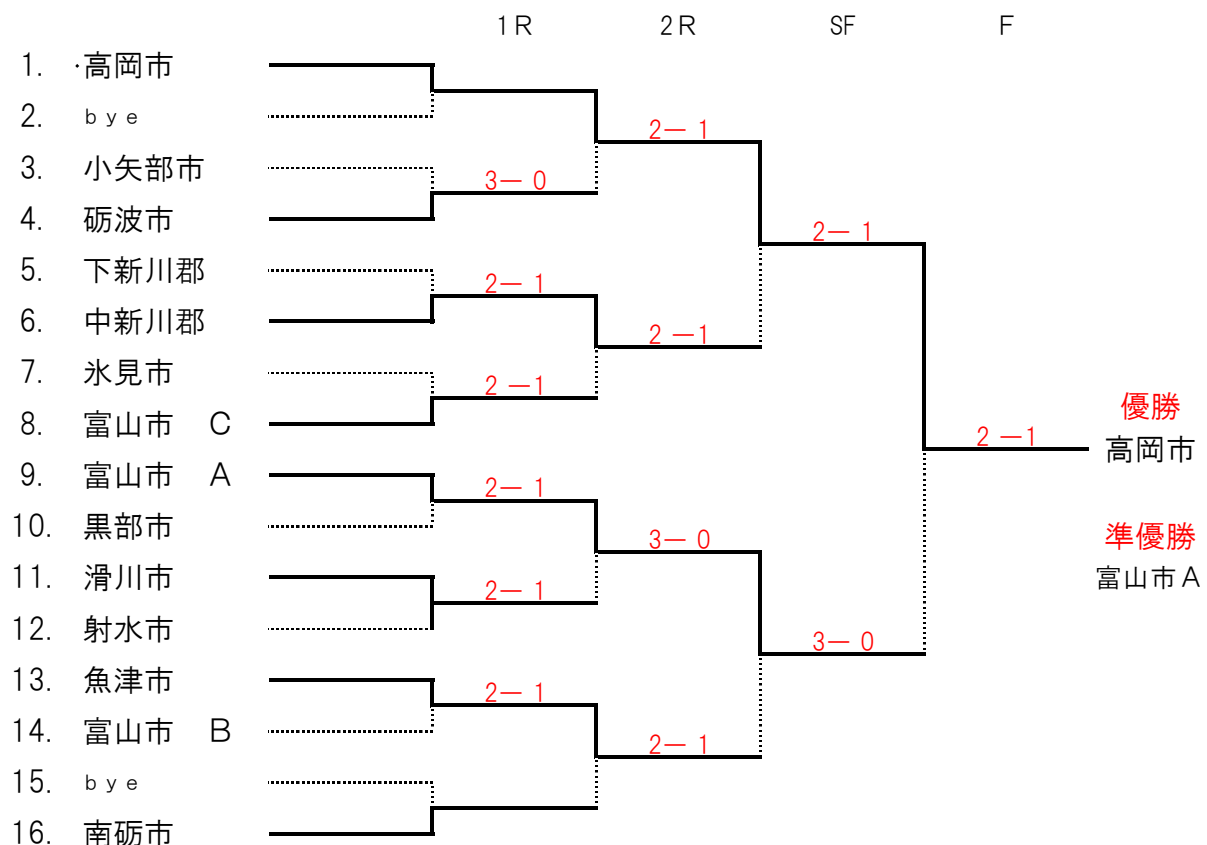 1R 2R SF F
1. ·高岡市
2. bye
2— 1
3. 小矢部市
3— 0
4. 砺波市
2— 1
5. 下新川郡
2— 1
6. 中新川郡
2 —1
7. 氷見市
2 —1
優勝
8. 富山市 C
2 —1
高岡市
9. 富山市 A
2— 1
10. 黒部市
3— 0
準優勝
11. 滑川市
富山市A
2— 1
12. 射水市
3— 0
13. 魚津市
2— 1
14. 富山市 B
2— 1
15. bye
16. 南砺市